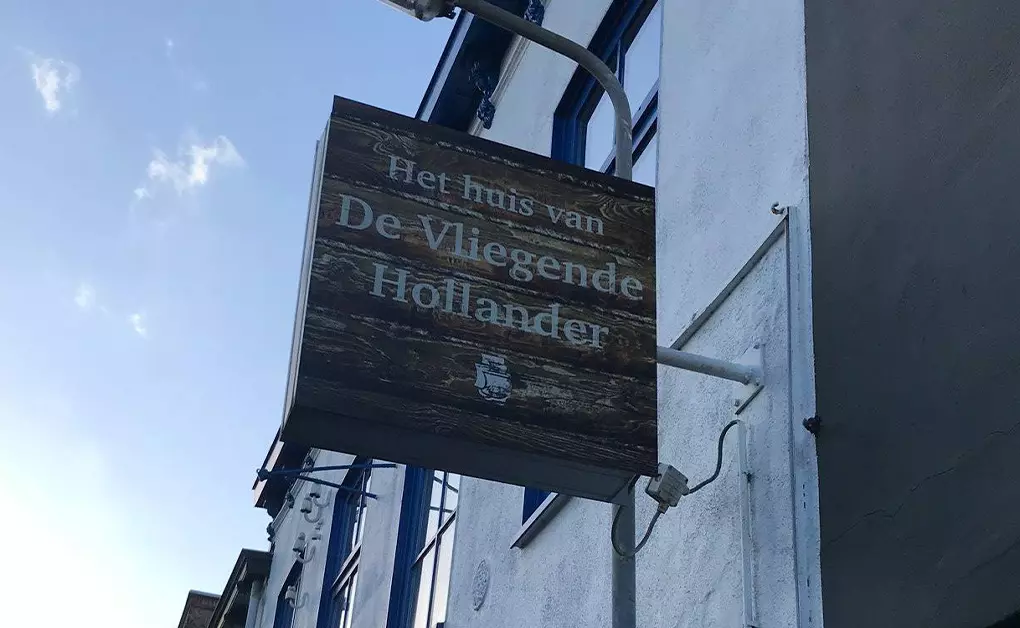 Het huis van
De Vliegende
Hollander